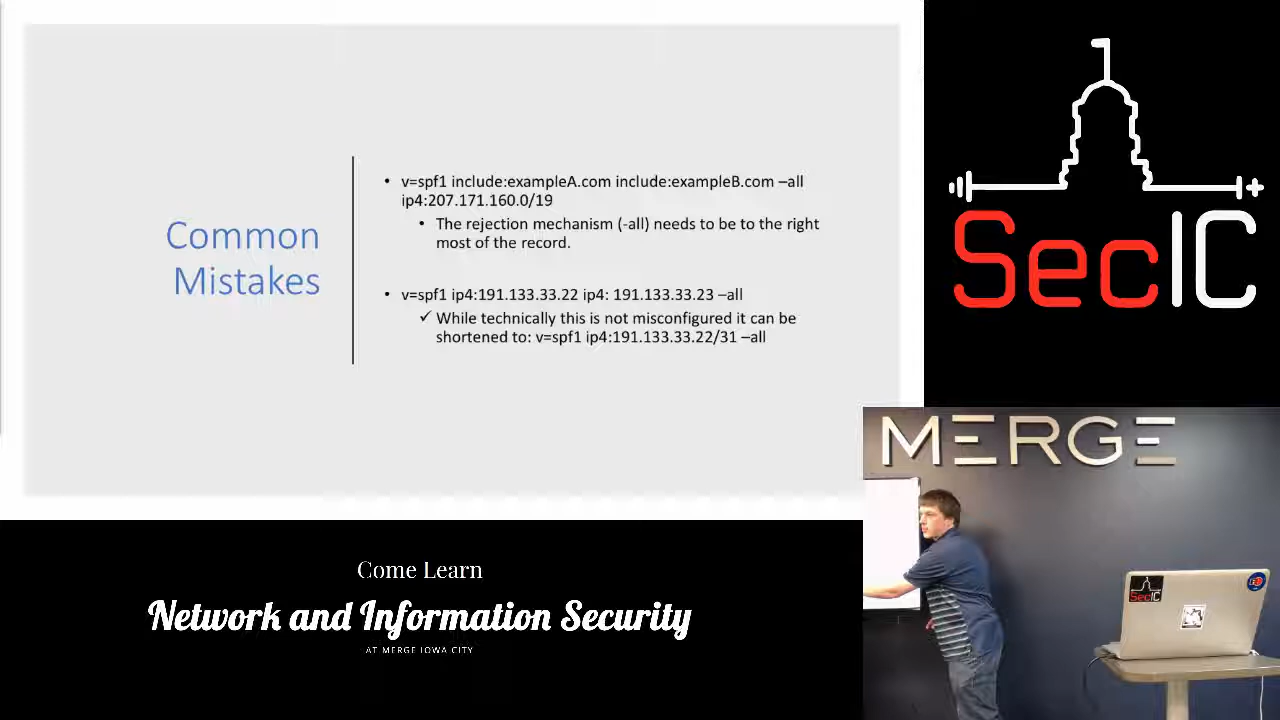 Common
Mistakes
• v=spf1 include:exampleA.com include:exampleB.com –all
ip4:207.171.160.0/19
• The rejection mechanism (-all) needs to be to the right
most of the record.
• v=spf1 ip4:191.133.33.22 ip4: 191.133.33.23 –all
✓ While technically this is not misconfigured it can be
shortened to: v=spf1 ip4:191.133.33.22/31 –all
SecIC
MERGE
SecIC
Come Learn
Network and Information Security
AT MERGE IOWA CITY